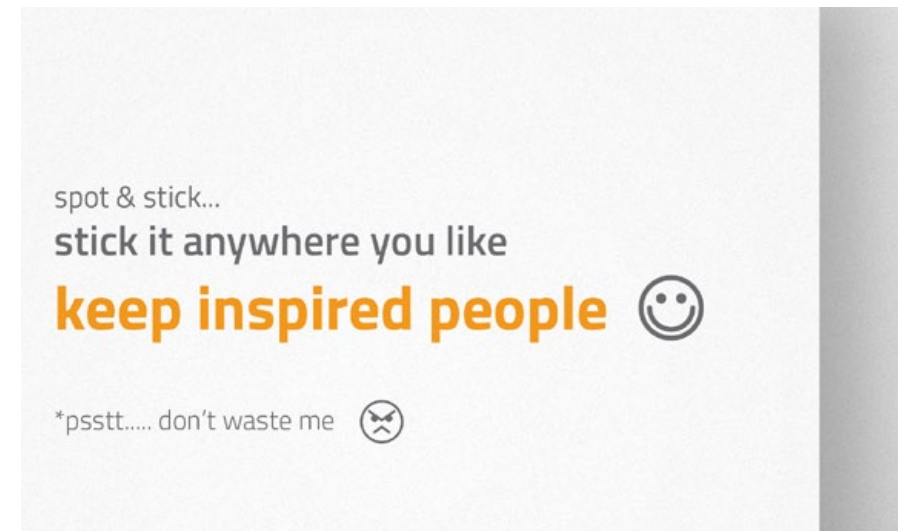 spot & stick...
stick it anywhere you like
keep inspired people
*psstt..... don't waste me